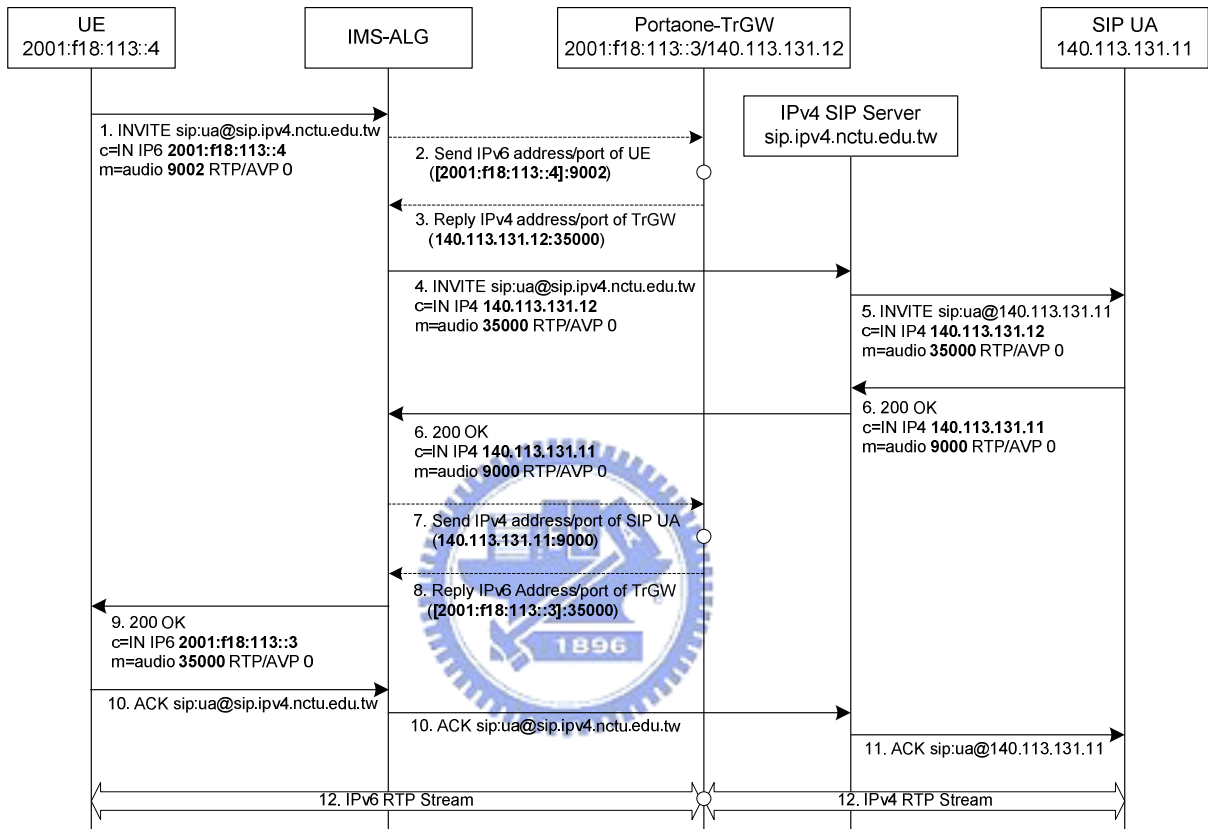 UE
2001:f18:113::4
IMS-ALG
Portaone-TrGW
2001:f18:113::3/140.113.131.12
SIP UA
140.113.131.11
IPv4 SIP Server
sip.ipv4.nctu.edu.tw
1. INVITE sip:ua@sip.ipv4.nctu.edu.tw
c=IN IP6 2001:f18:113::4
m=audio 9002 RTP/AVP 0
2. Send IPv6 address/port of UE
([2001:f18:113::4]:9002)
3. Reply IPv4 address/port of TrGW
(140.113.131.12:35000)
4. INVITE sip:ua@sip.ipv4.nctu.edu.tw
c=IN IP4 140.113.131.12
m=audio 35000 RTP/AVP 0
5. INVITE sip:ua@140.113.131.11
c=IN IP4 140.113.131.12
m=audio 35000 RTP/AVP 0
6. 200 OK
c=IN IP4 140.113.131.11
m=audio 9000 RTP/AVP 0
6. 200 OK
c=IN IP4 140.113.131.11
m=audio 9000 RTP/AVP 0
7. Send IPv4 address/port of SIP UA
(140.113.131.11:9000)
8. Reply IPv6 Address/port of TrGW
([2001:f18:113::3]:35000)
9. 200 OK
c=IN IP6 2001:f18:113::3
m=audio 35000 RTP/AVP 0
1896
10. ACK sip:ua@sip.ipv4.nctu.edu.tw
10. ACK sip:ua@sip.ipv4.nctu.edu.tw
11. ACK sip:ua@140.113.131.11
12. IPv6 RTP Stream
12. IPv4 RTP Stream